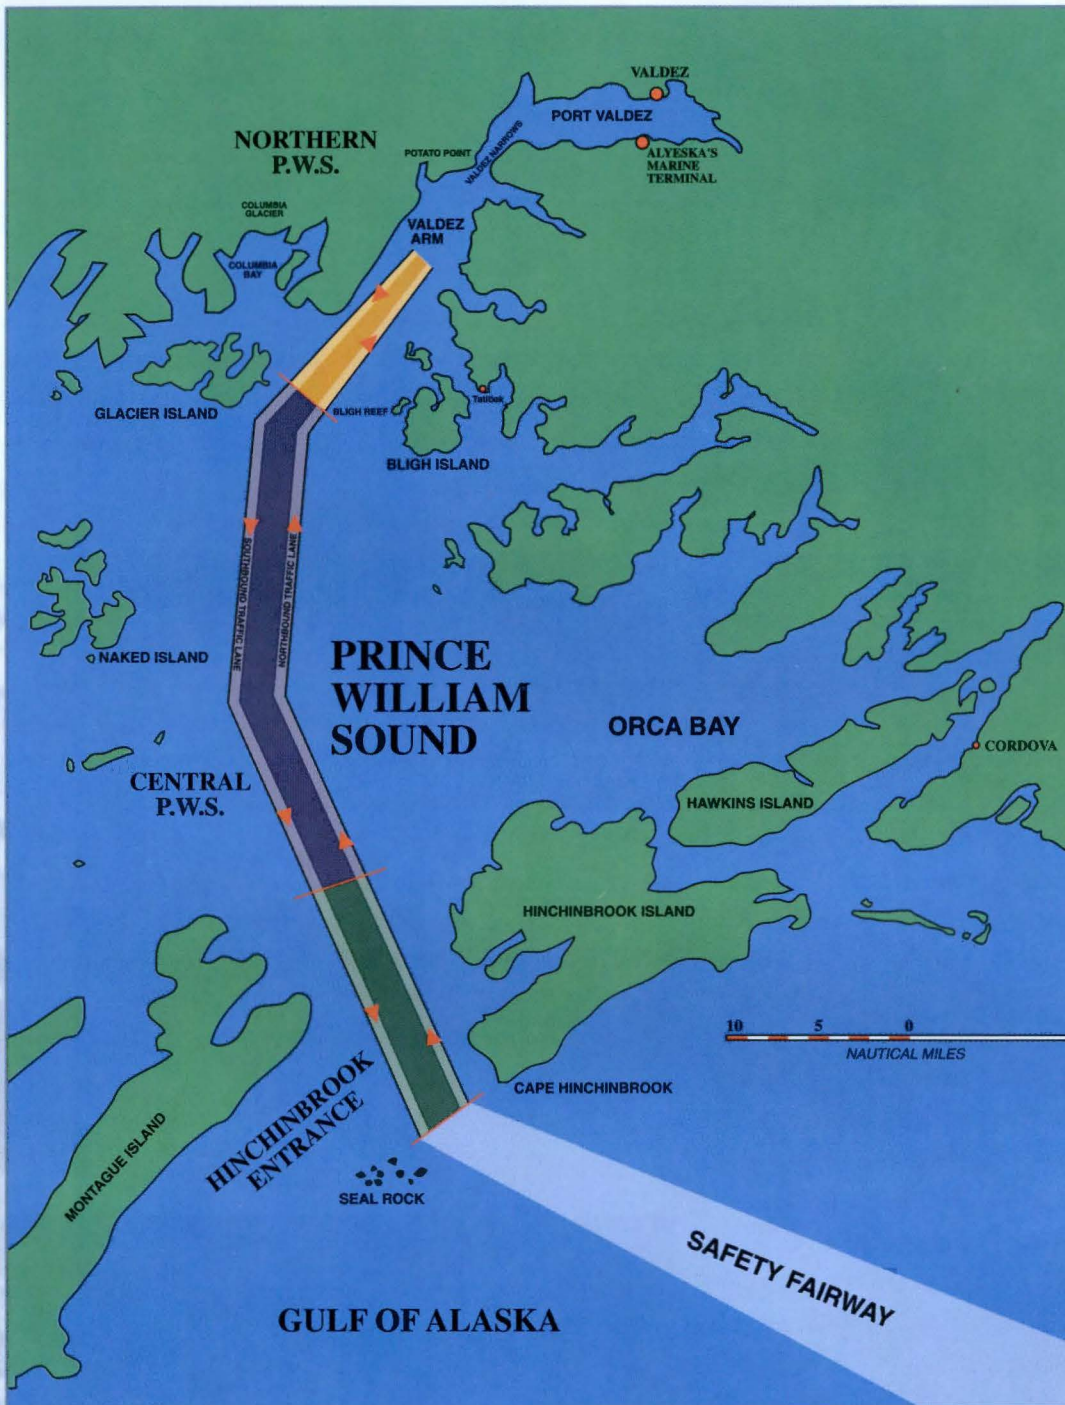 VALDEZ
PORT VALDEZ
NORTHERN
P.W.S.
POTATO POINT
VALDEZ NARROWS
ALYESKA'S
MARINE
TERMINAL
COLUMBIA
GLACIER
VALDEZ
ARM
COLUMBIA
BAY
GLACIER ISLAND
BLIGH REEF
Tatilek
BLIGH ISLAND
SOUTHBOUND TRAFFIC LANE
NORTHBOUND TRAFFIC LANE
NAKED ISLAND
PRINCE
WILLIAM
SOUND
ORCA BAY
CORDOVA
CENTRAL
P.W.S.
HAWKINS ISLAND
HINCHINBROOK ISLAND
10 5 0
NAUTICAL MILES
CAPE HINCHINBROOK
HINCHINBROOK
ENTRANCE
MONTAGUE ISLAND
SEAL ROCK
SAFETY FAIRWAY
GULF OF ALASKA